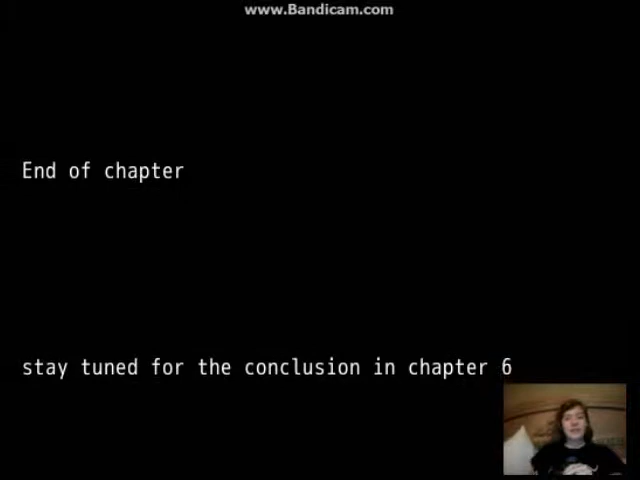 www.Bandicam.com
End of chapter
stay tuned for the conclusion in chapter 6